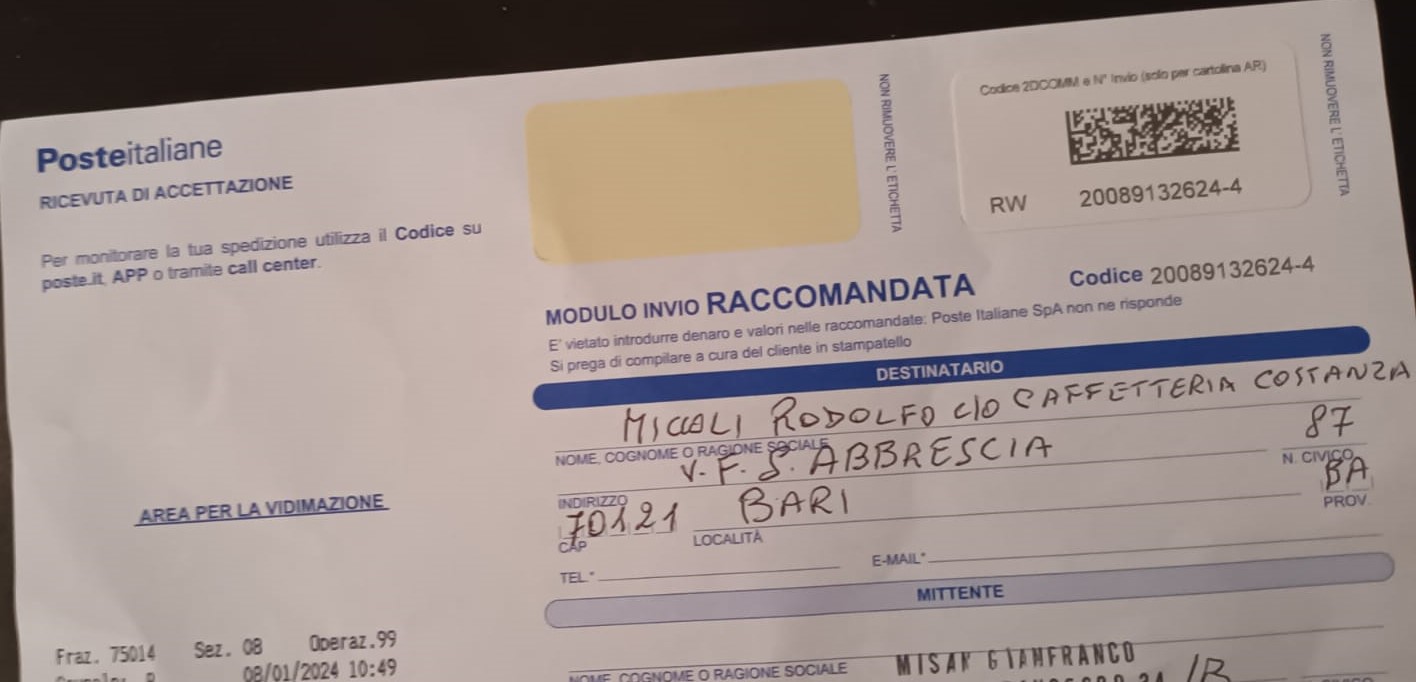 Posteitaliane
RICEVUTA DI ACCETTAZIONE
Per monitorare la tua spedizione utilizza il Codice su
poste.it, APP o tramite call center.
NON RIMUOVERE L'ETICHETTA
Codice 2DCOMM e N° Invio (solo per cartolina AR)
RW 20089132624-4
NON RIMUOVERE L'ETICHETTA
MODULO INVIO RACCOMANDATA Codice 20089132624-4
E' vietato introdurre denaro e valori nelle raccomandate: Poste Italiane SpA non ne risponde
Si prega di compilare a cura del cliente in stampatello
DESTINATARIO
RODOLFO C/O CAFFETTERIA COSTANZA
NOME, COGNOME O RAGIONE SOCIALE
V. F. S. ABBRESCIA 87
INDIRIZZO N. CIVICO
70121 BARI BA
CAP LOCALITÀ PROV.
TEL.* E-MAIL*
MITTENTE
GIANFRANCO
NOME, COGNOME O RAGIONE SOCIALE
AREA PER LA VIDIMAZIONE
Fraz. 75014 Sez. 08 Operaz.99
08/01/2024 10:49